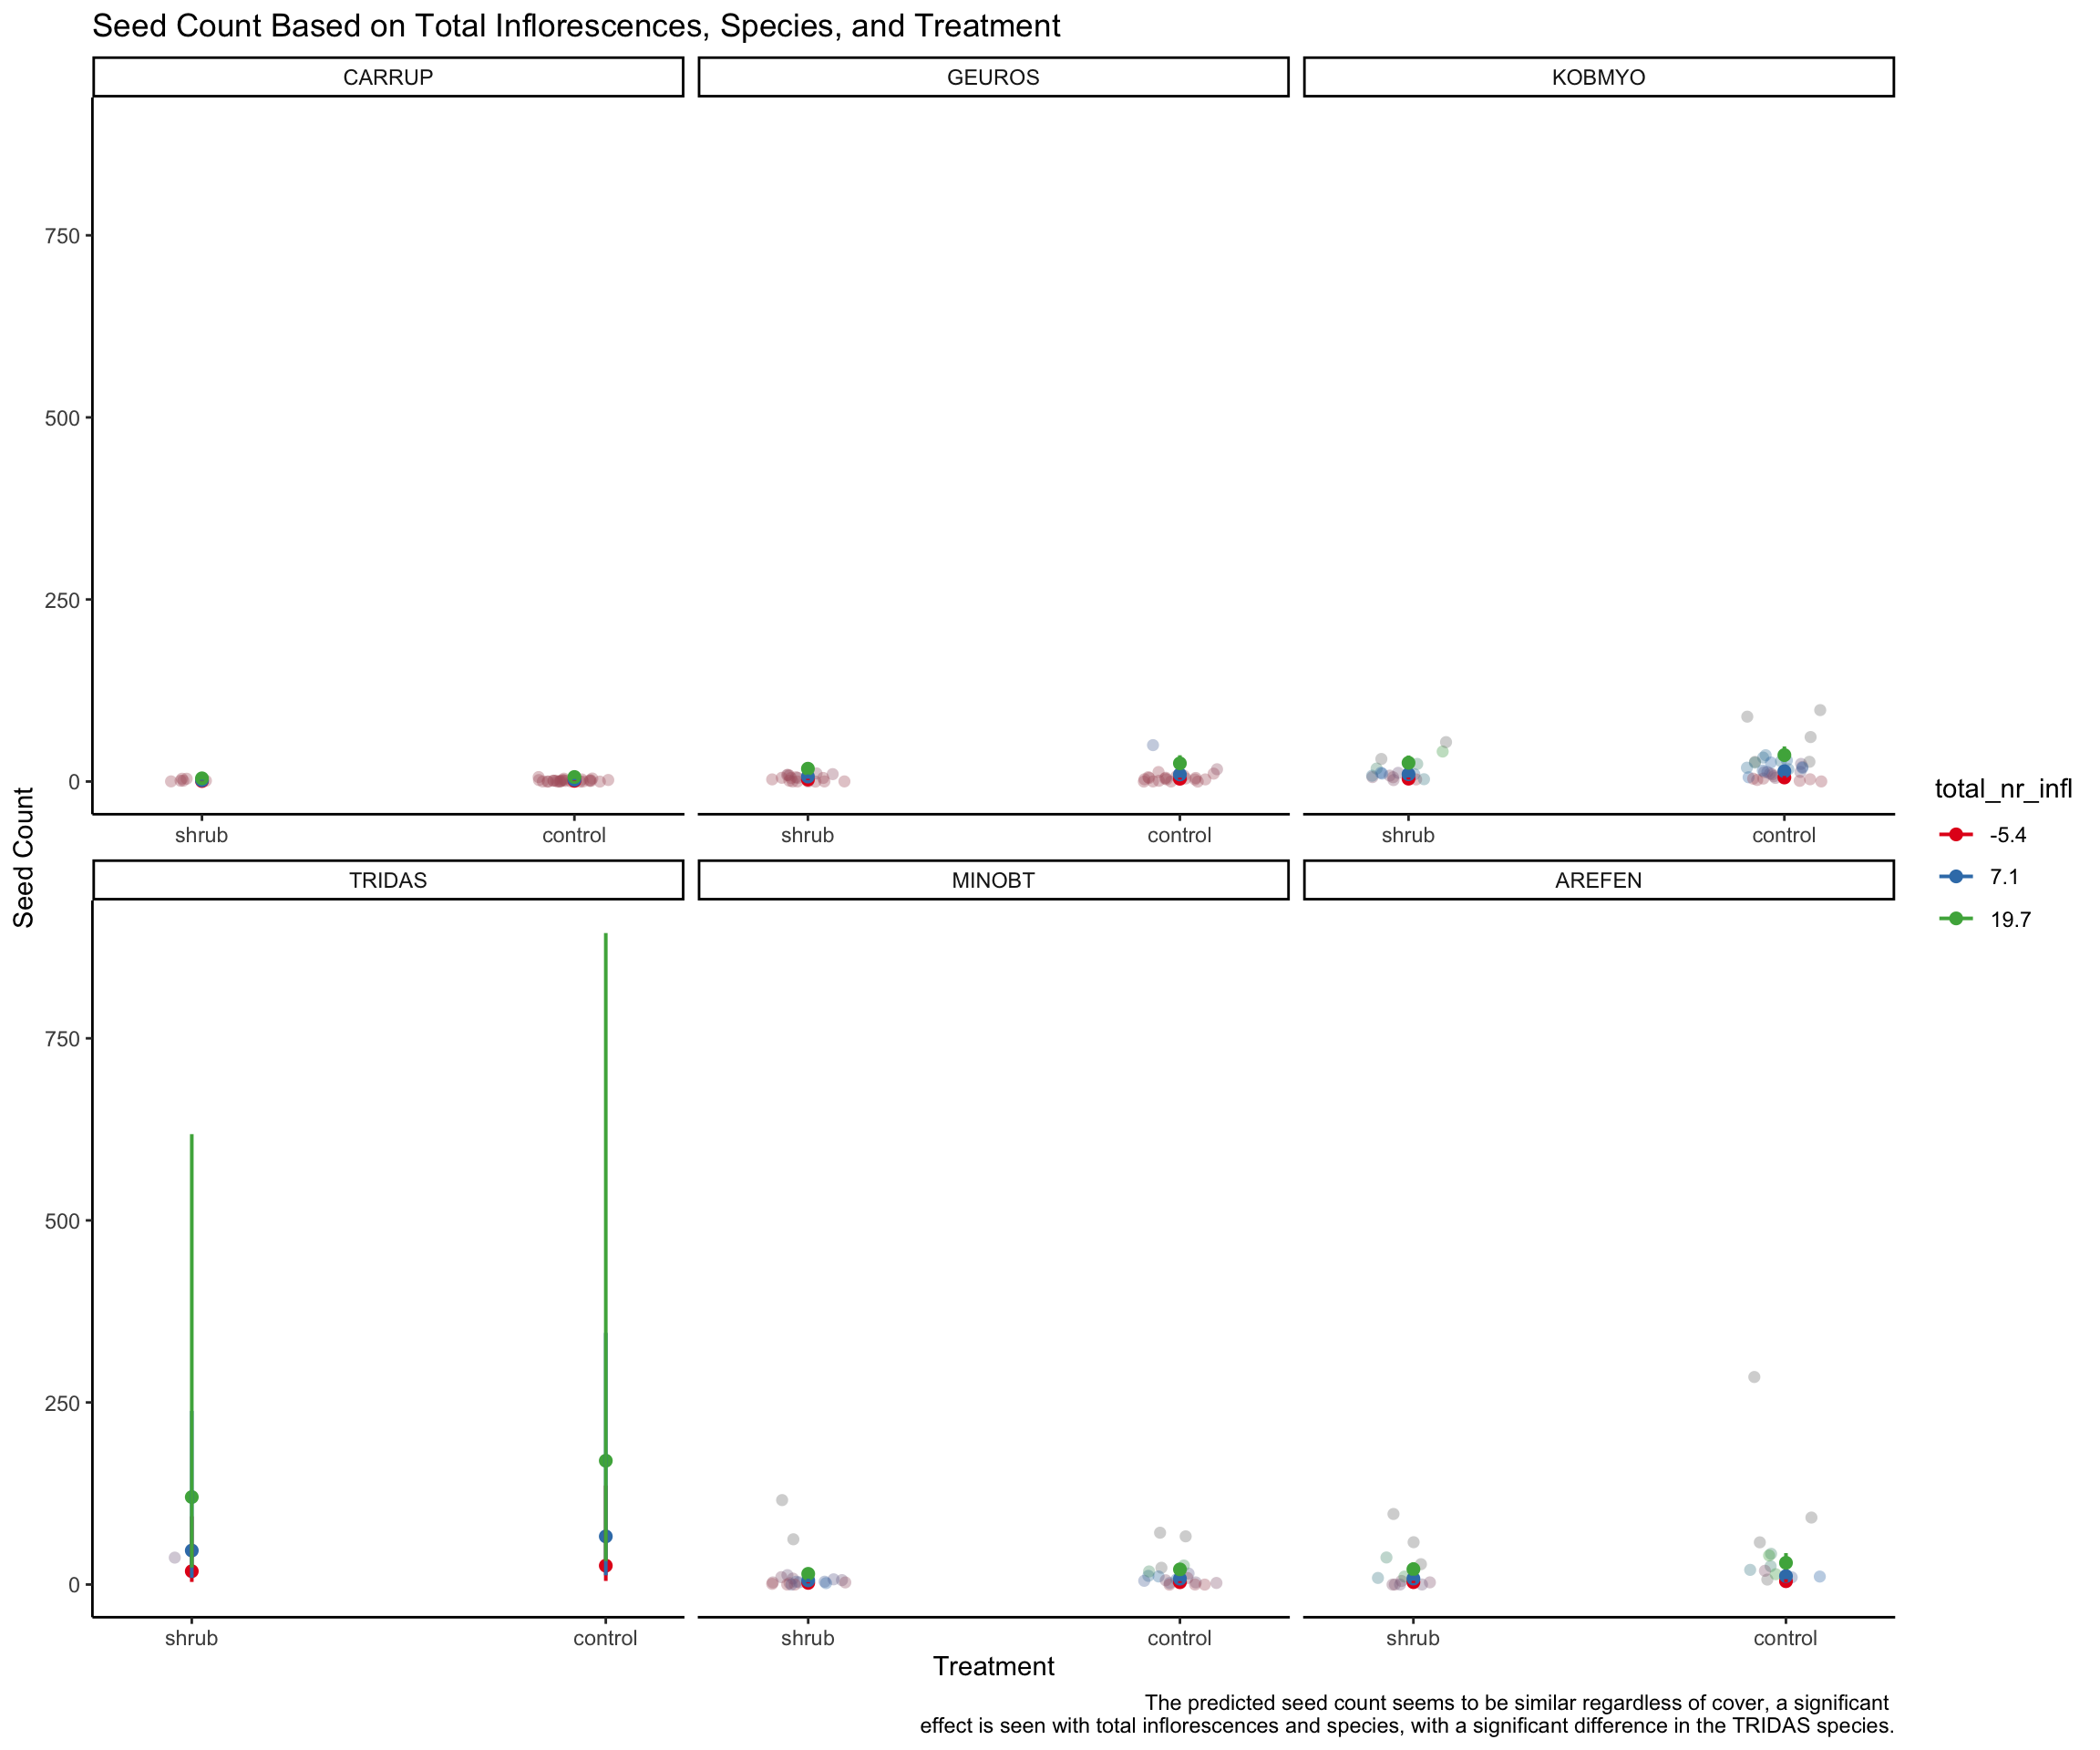 Seed Count Based on Total Inflorescences, Species, and Treatment
CARRUP
GEUROS
KOBMYO
750
500
250
0
shrub
control
shrub
control
shrub
control
TRIDAS
MINOBT
AREFEN
750
500
250
0
shrub
control
shrub
control
shrub
control
Seed Count
Treatment
total_nr_infl
-5.4
7.1
19.7
The predicted seed count seems to be similar regardless of cover, a significant
effect is seen with total inflorescences and species, with a significant difference in the TRIDAS species.